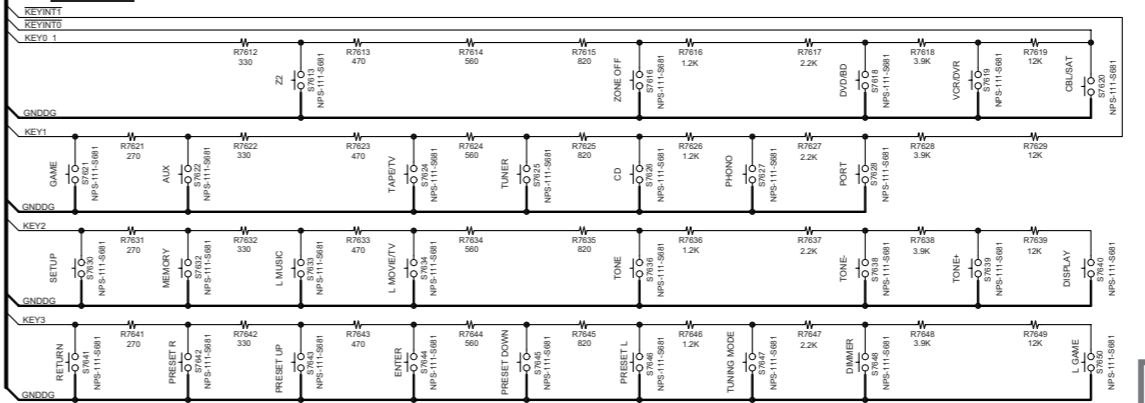 KEYINT1
KEYINT0
KEY0_1
R7612 R7613 R7614 R7615 R7616 R7617 R7618 R7619
330 470 560 820 1.2K 2.2K 3.9K 12K
Z2 S7613 NPS-111-S681
ZONE OFF S7616 NPS-111-S681
DVD/BD S7618 NPS-111-S681
VCR/DVR S7619 NPS-111-S681
CBL/SAT S7620 NPS-111-S681
GNDDG
KEY1
R7621 R7622 R7623 R7624 R7625 R7626 R7627 R7628 R7629
270 330 470 560 820 1.2K 2.2K 3.9K 12K
GAME S7621 NPS-111-S681
AUX S7622 NPS-111-S681
TAPE/TV S7624 NPS-111-S681
TUNER S7625 NPS-111-S681
CD S7626 NPS-111-S681
PHONO S7627 NPS-111-S681
PORT S7628 NPS-111-S681
GNDDG
KEY2
R7631 R7632 R7633 R7634 R7635 R7636 R7637 R7638 R7639
270 330 470 560 820 1.2K 2.2K 3.9K 12K
SETUP S7630 NPS-111-S681
MEMORY S7632 NPS-111-S681
L MUSIC S7633 NPS-111-S681
L MOVIE/TV S7634 NPS-111-S681
TONE S7636 NPS-111-S681
TONE- S7638 NPS-111-S681
TONE+ S7639 NPS-111-S681
DISPLAY S7640 NPS-111-S681
GNDDG
KEY3
R7641 R7642 R7643 R7644 R7645 R7646 R7647 R7648 R7649
270 330 470 560 820 1.2K 2.2K 3.9K 12K
RETURN S7641 NPS-111-S681
PRESET R S7642 NPS-111-S681
PRESET UP S7643 NPS-111-S681
ENTER S7644 NPS-111-S681
PRESET DOWN S7645 NPS-111-S681
PRESET L S7646 NPS-111-S681
TUNING MODE S7647 NPS-111-S681
DIMMER S7648 NPS-111-S681
L GAME S7650 NPS-111-S681
GNDDG